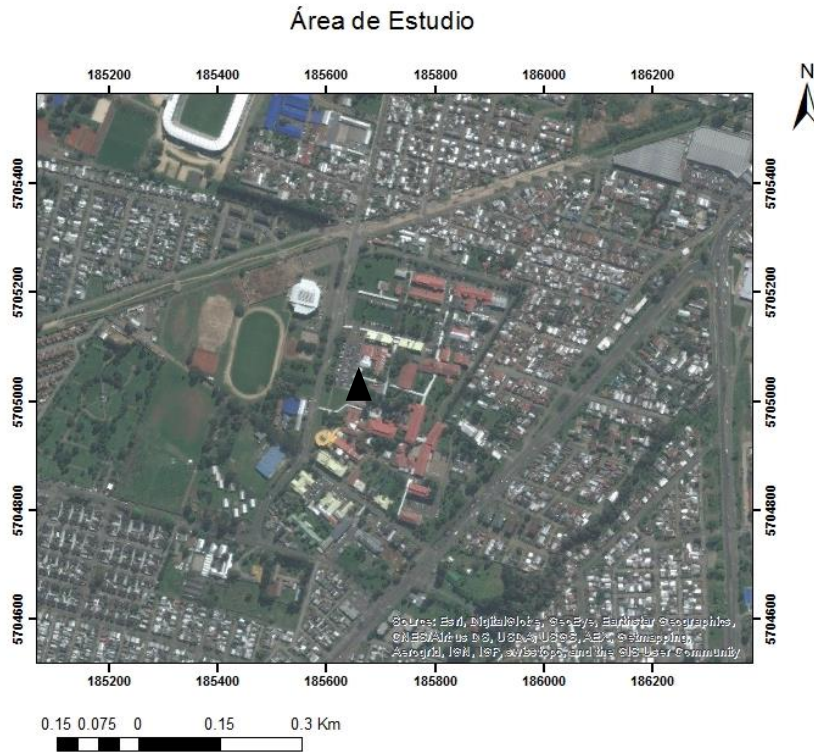 Área de Estudio
185200 185400 185600 185800 186000 186200
N
5705400 5705400
5705200 5705200
5705000 5705000
5704800 5704800
5704600 5704600
Source: Esri, DigitalGlobe, GeoEye, Earthstar Geographics,
CNES/Airbus DS, USDA, USGS, AEX, Getmapping,
Aerogrid, IGN, IGP, swisstopo, and the GIS User Community
185200 185400 185600 185800 186000 186200
0.15 0.075 0 0.15 0.3 Km